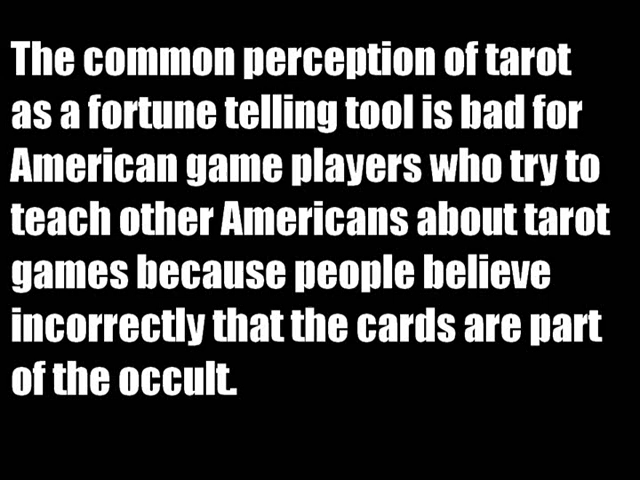 The common perception of tarot
as a fortune telling tool is bad for
American game players who try to
teach other Americans about tarot
games because people believe
incorrectly that the cards are part
of the occult.